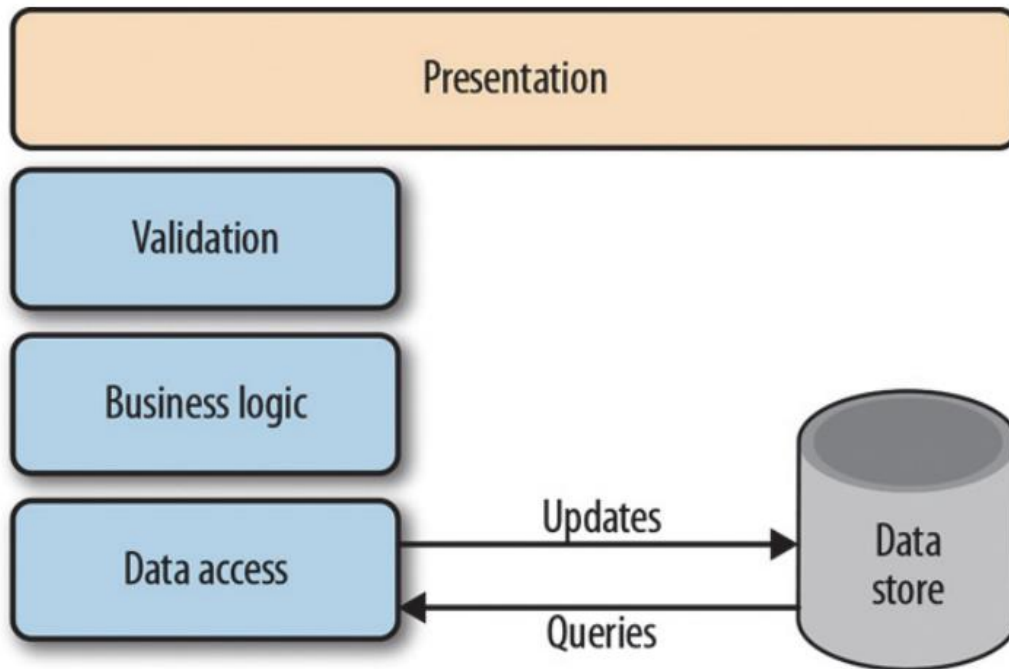 Presentation
Validation
Business logic
Data access
Updates
Queries
Data
store